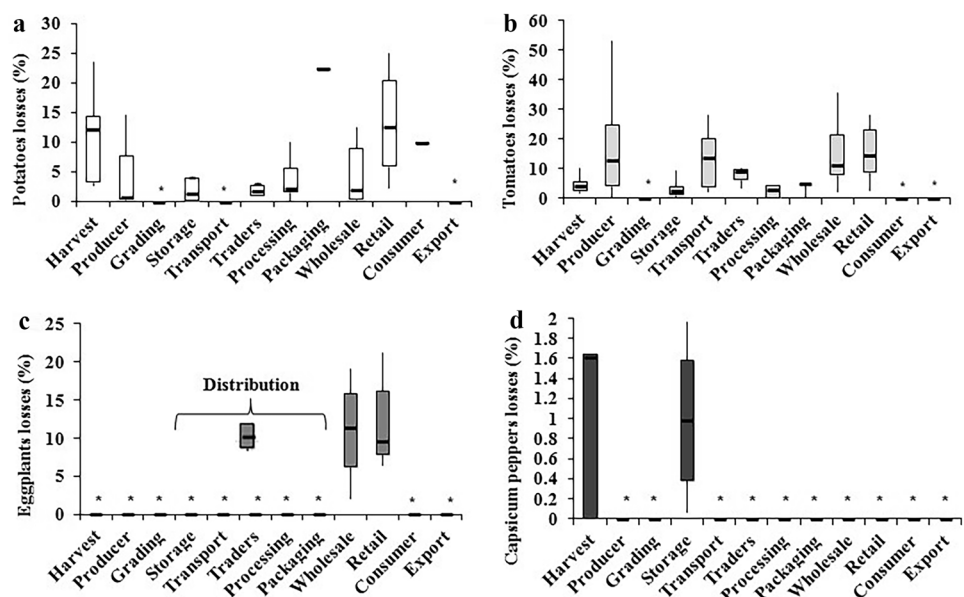 a
Potatoes losses (%)
30
25
20
15
10
5
0
* * *
Harvest
Producer
Grading
Storage
Transport
Traders
Processing
Packaging
Wholesale
Retail
Consumer
Export
b
Tomatoes losses (%)
60
50
40
30
20
10
0
* * *
Harvest
Producer
Grading
Storage
Transport
Traders
Processing
Packaging
Wholesale
Retail
Consumer
Export
c
Eggplants losses (%)
25
20
15
10
5
0
Distribution
* * * * * * * * * *
Harvest
Producer
Grading
Storage
Transport
Traders
Processing
Packaging
Wholesale
Retail
Consumer
Export
d
Capsicum peppers losses (%)
2
1.8
1.6
1.4
1.2
1
0.8
0.6
0.4
0.2
0
* * * * * * * * * *
Harvest
Producer
Grading
Storage
Transport
Traders
Processing
Packaging
Wholesale
Retail
Consumer
Export